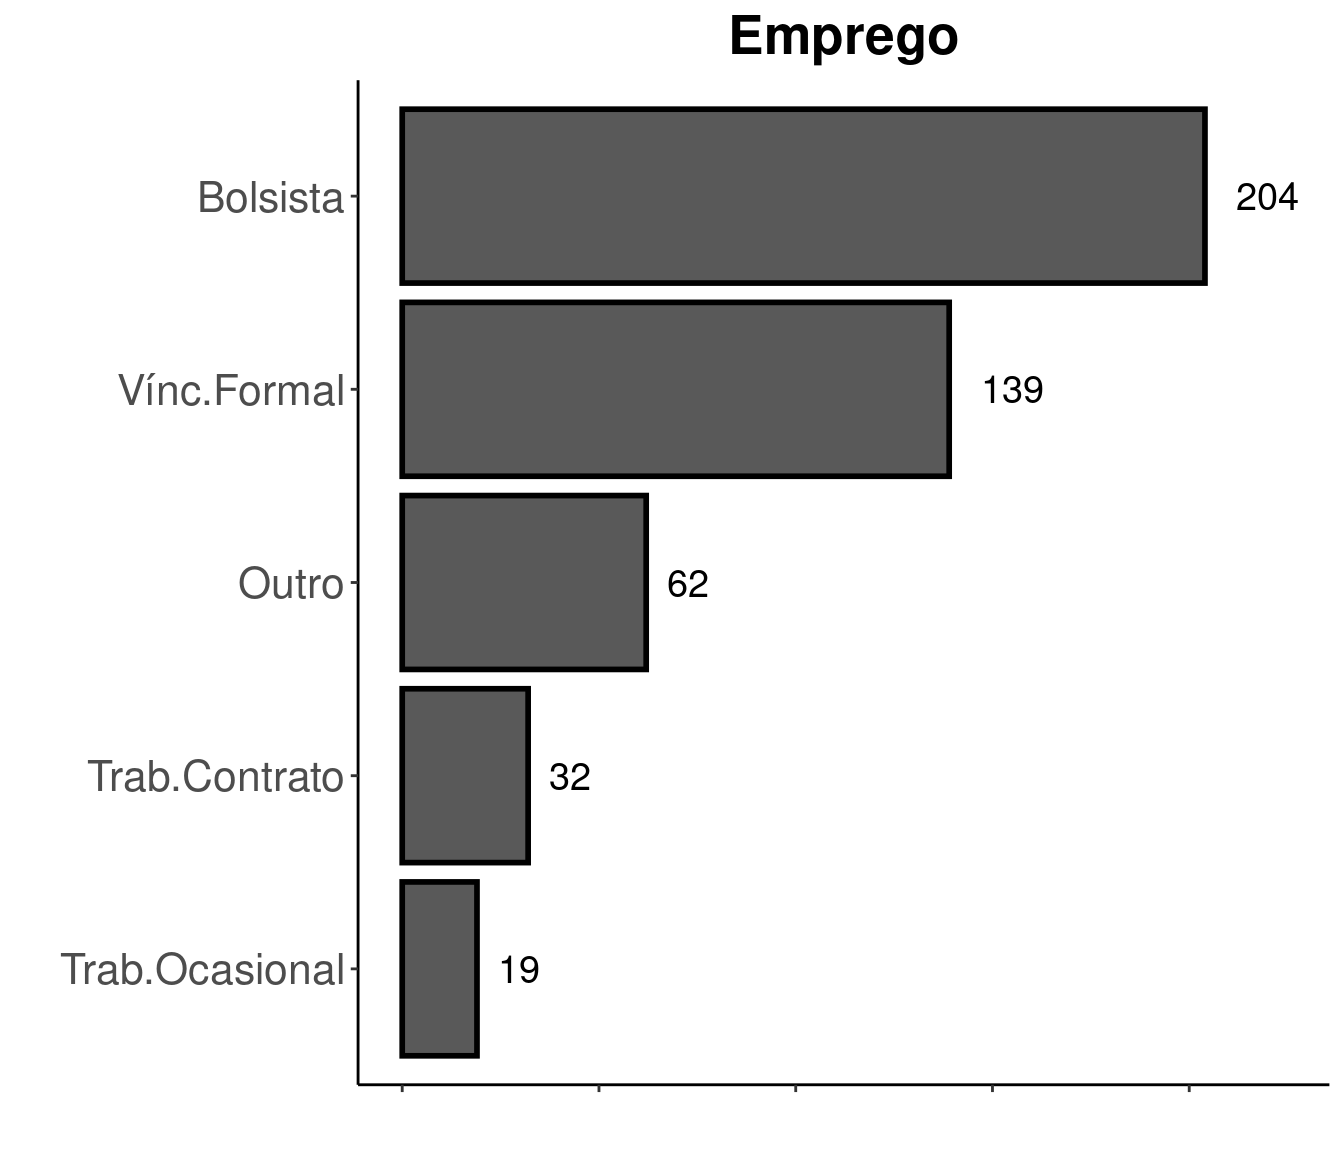 Emprego
Bolsista 204
Vínc.Formal 139
Outro 62
Trab.Contrato 32
Trab.Ocasional 19